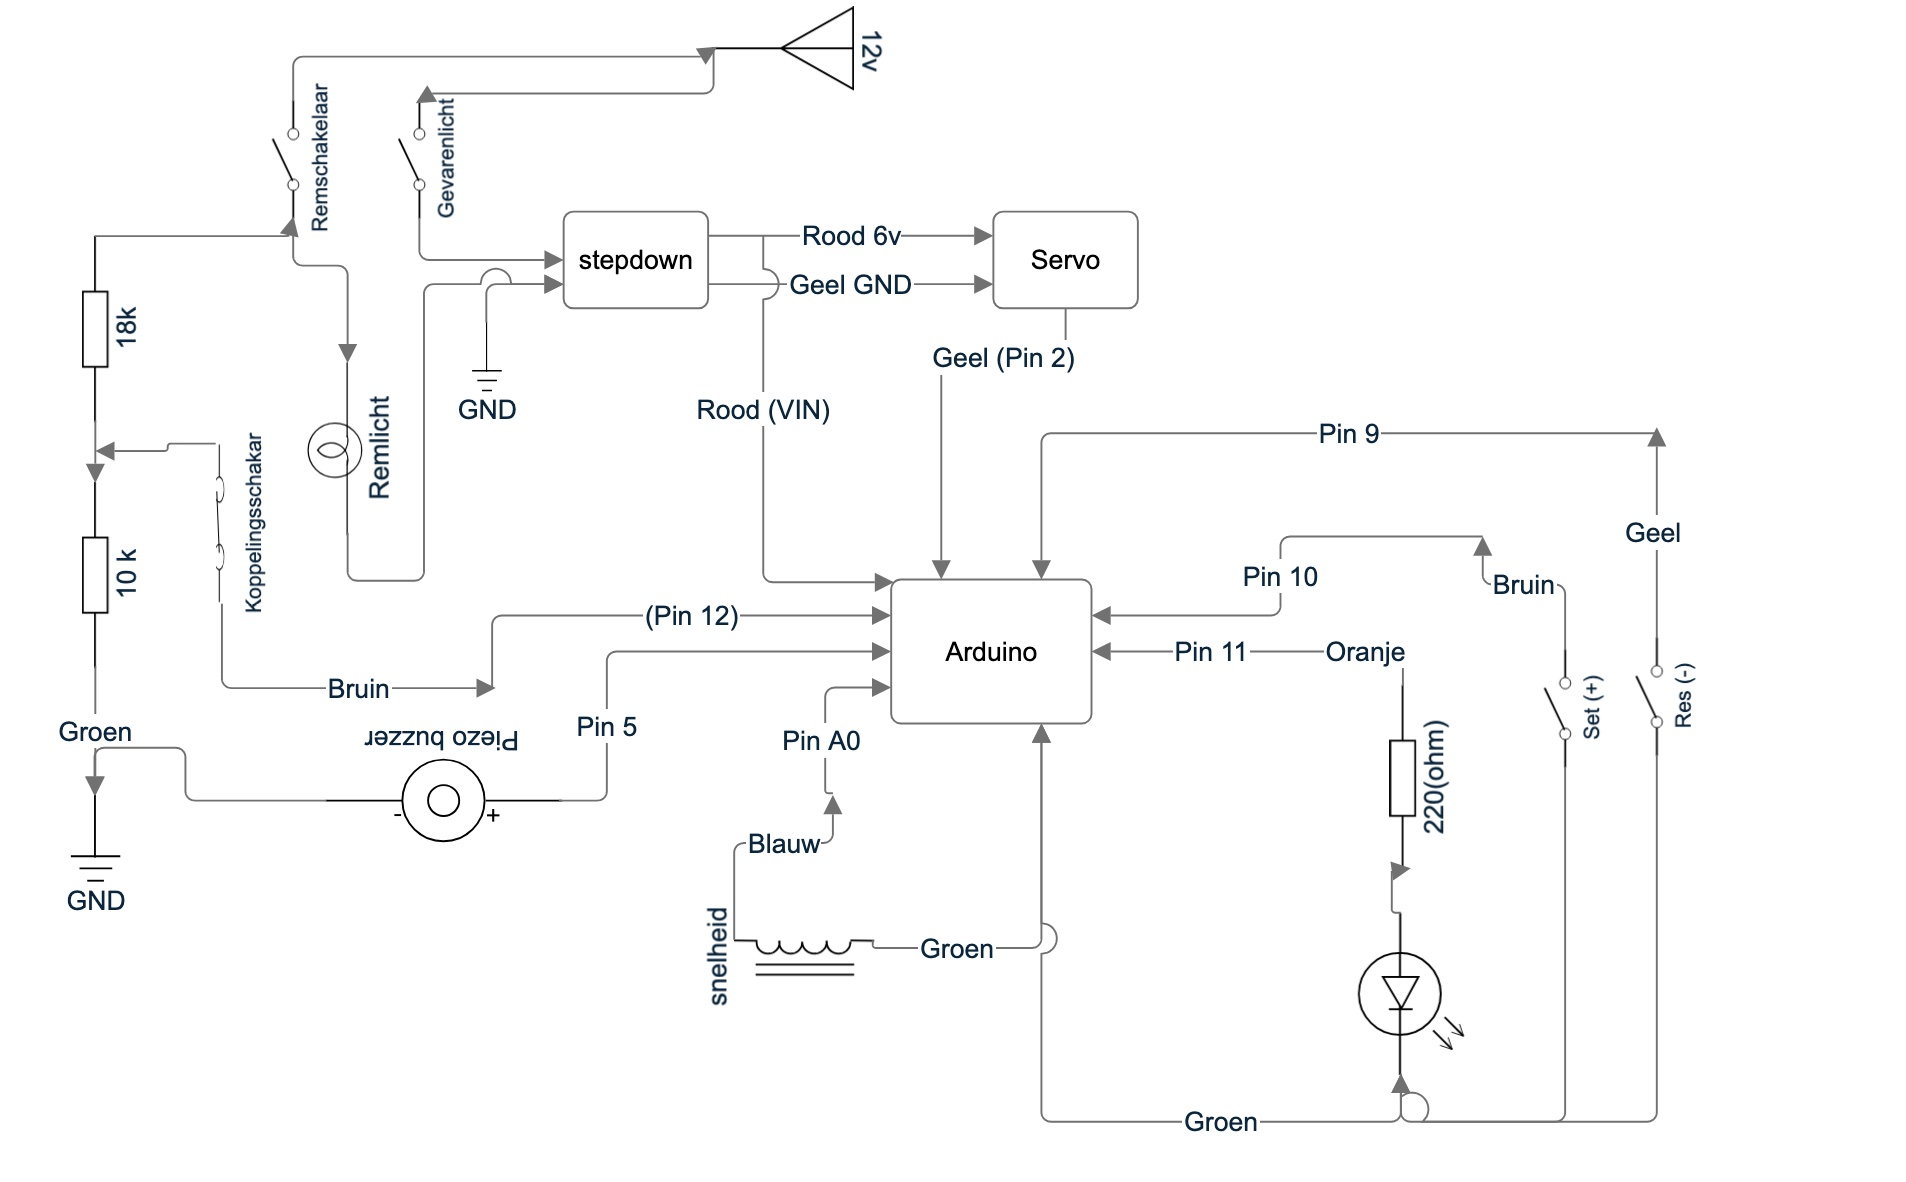 12v
Remschakelaar
Gevarenlicht
stepdown
Rood 6v
Geel GND
Servo
18k
GND
Rood (VIN)
Geel (Pin 2)
Remlicht
Koppelingsschakar
Pin 9
Geel
10 k
Pin 10
Bruin
(Pin 12)
Arduino
Pin 11
Oranje
Bruin
Groen
Piezo buzzer
Pin 5
Pin A0
Set (+)
Res (-)
220(ohm)
-
+
Blauw
GND
snelheid
Groen
Groen